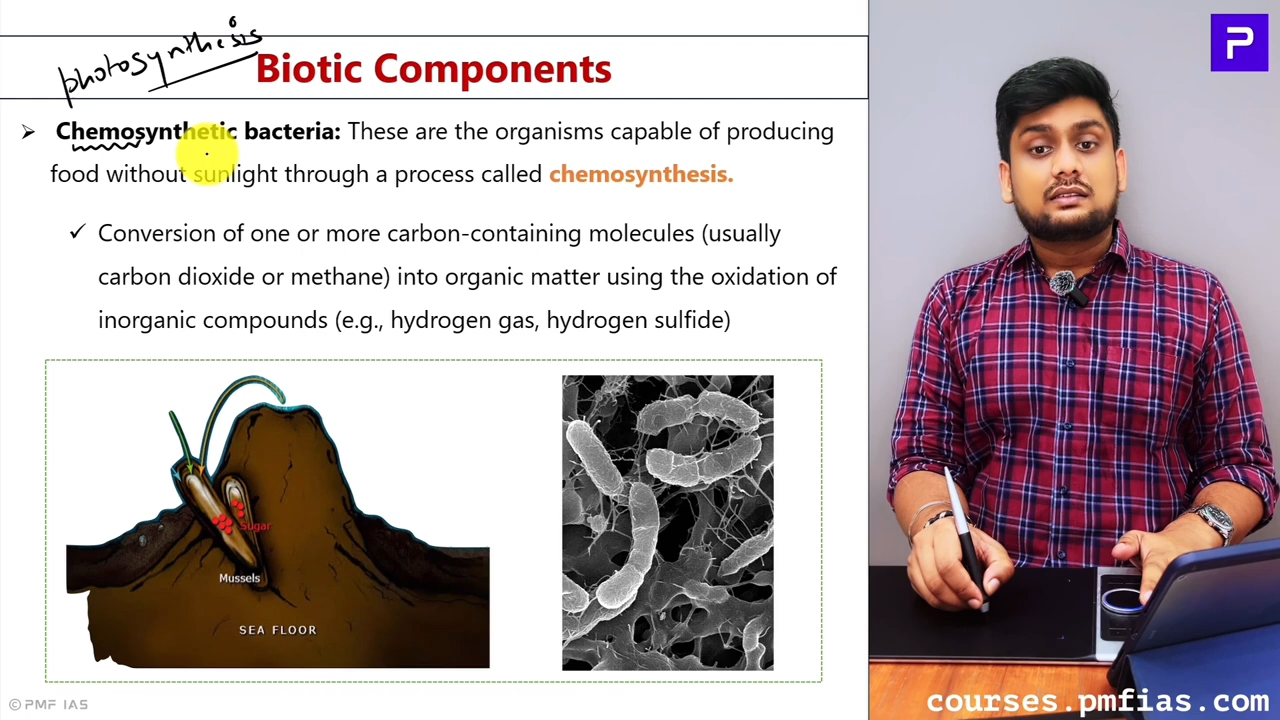 photosynthesis
Biotic Components
➤ Chemosynthetic bacteria: These are the organisms capable of producing
food without sunlight through a process called chemosynthesis.
✓ Conversion of one or more carbon-containing molecules (usually
carbon dioxide or methane) into organic matter using the oxidation of
inorganic compounds (e.g., hydrogen gas, hydrogen sulfide)
Sugar
Mussels
SEA FLOOR
© PMF IAS
P
courses.pmfias.com